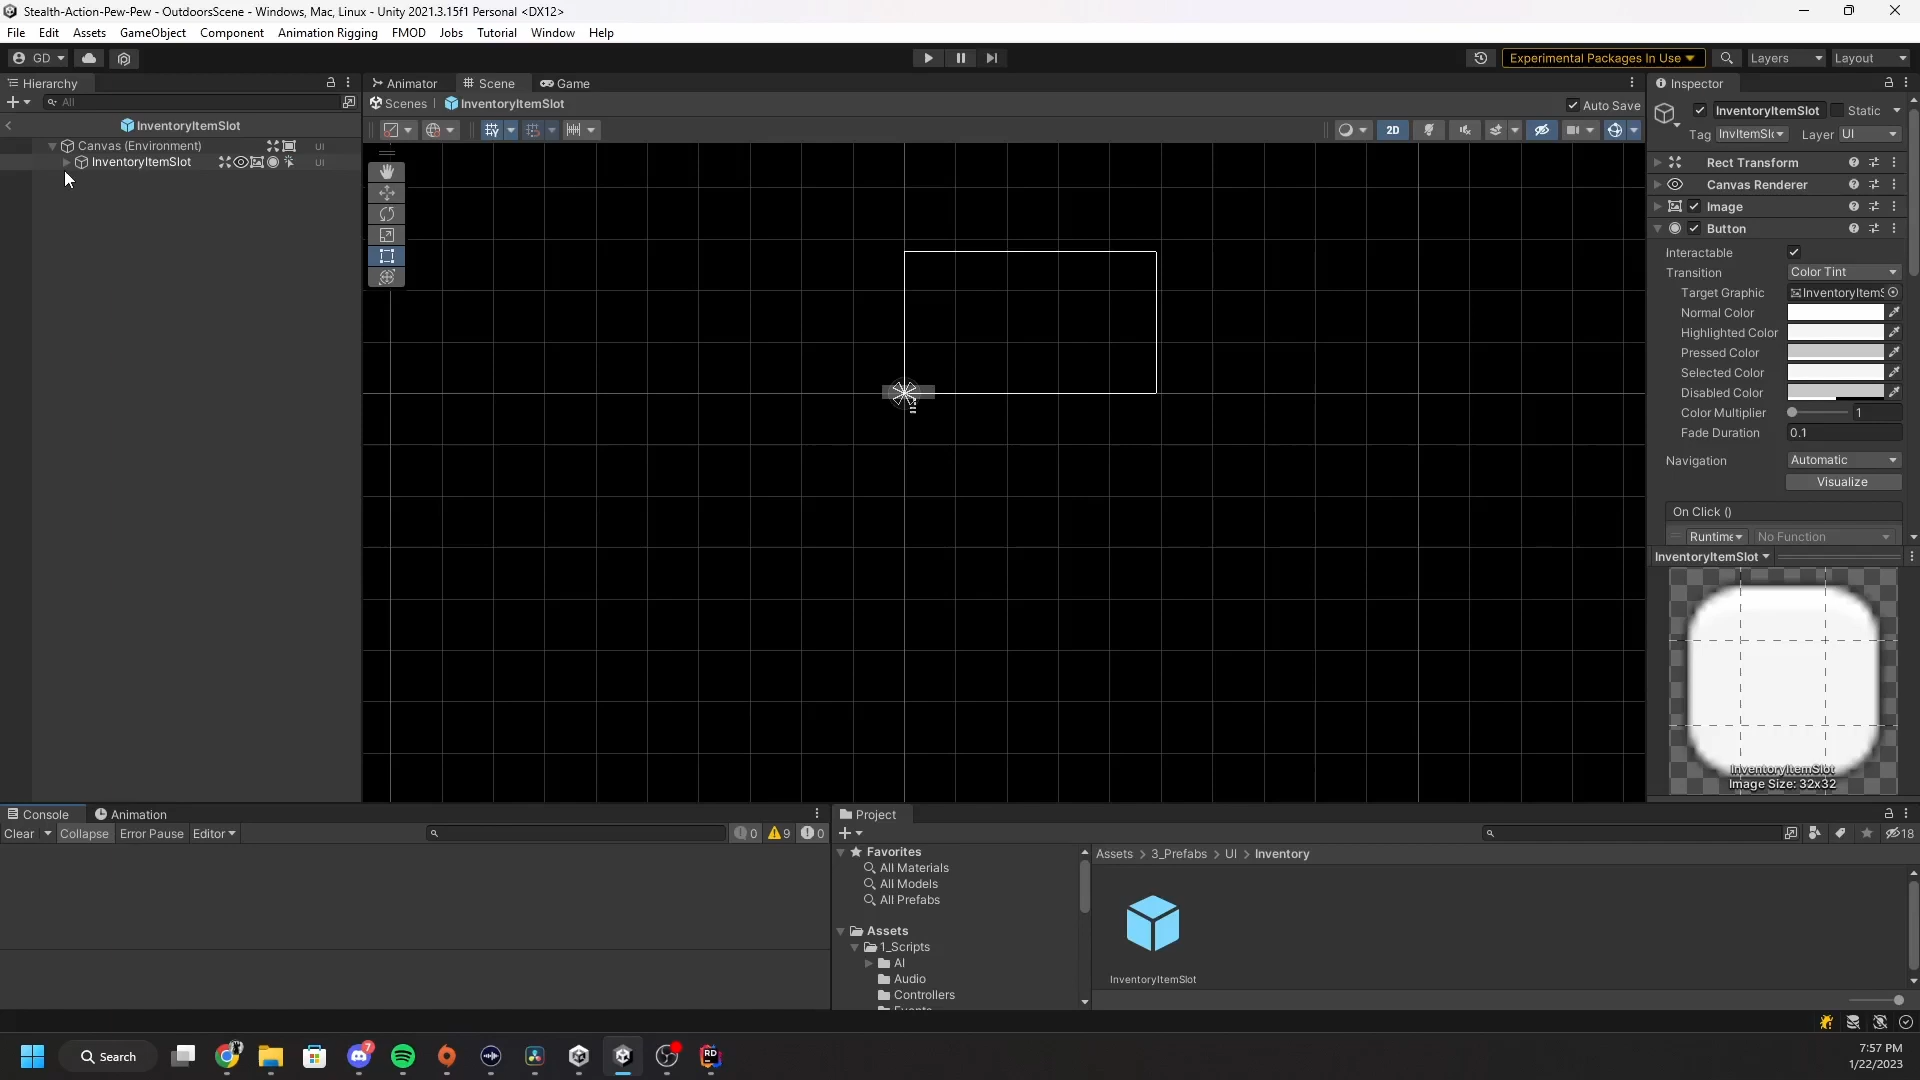 Stealth-Action-Pew-Pew - OutdoorsScene - Windows, Mac, Linux - Unity 2021.3.15f1 Personal <DX12>
File Edit Assets GameObject Component Animation Rigging FMOD Jobs Tutorial Window Help
GD Experimental Packages In Use Layers Layout
Hierarchy Animator Scene Game Inspector
All Scenes InventoryItemSlot Auto Save InventoryItemSlot Static
InventoryItemSlot 2D Tag Layer UI
Canvas (Environment) UI
InventoryItemSlot UI
Rect Transform
Canvas Renderer
Image
Button
Interactable
Transition Color Tint
Target Graphic
Normal Color
Highlighted Color
Pressed Color
Selected Color
Disabled Color
Color Multiplier 1
Fade Duration 0.1
Navigation Automatic
Visualize
On Click ()
No Function
InventoryItemSlot
InventoryItemSlot
Image Size: 32x32
Console Animation Project
Clear Collapse Error Pause Editor 0 9 0 18
Favorites
All Materials
All Models
All Prefabs
Assets
1_Scripts
AI
Audio
Controllers
Assets > 3_Prefabs > UI > Inventory
InventoryItemSlot
Search 7 RD
7:57 PM
1/22/2023